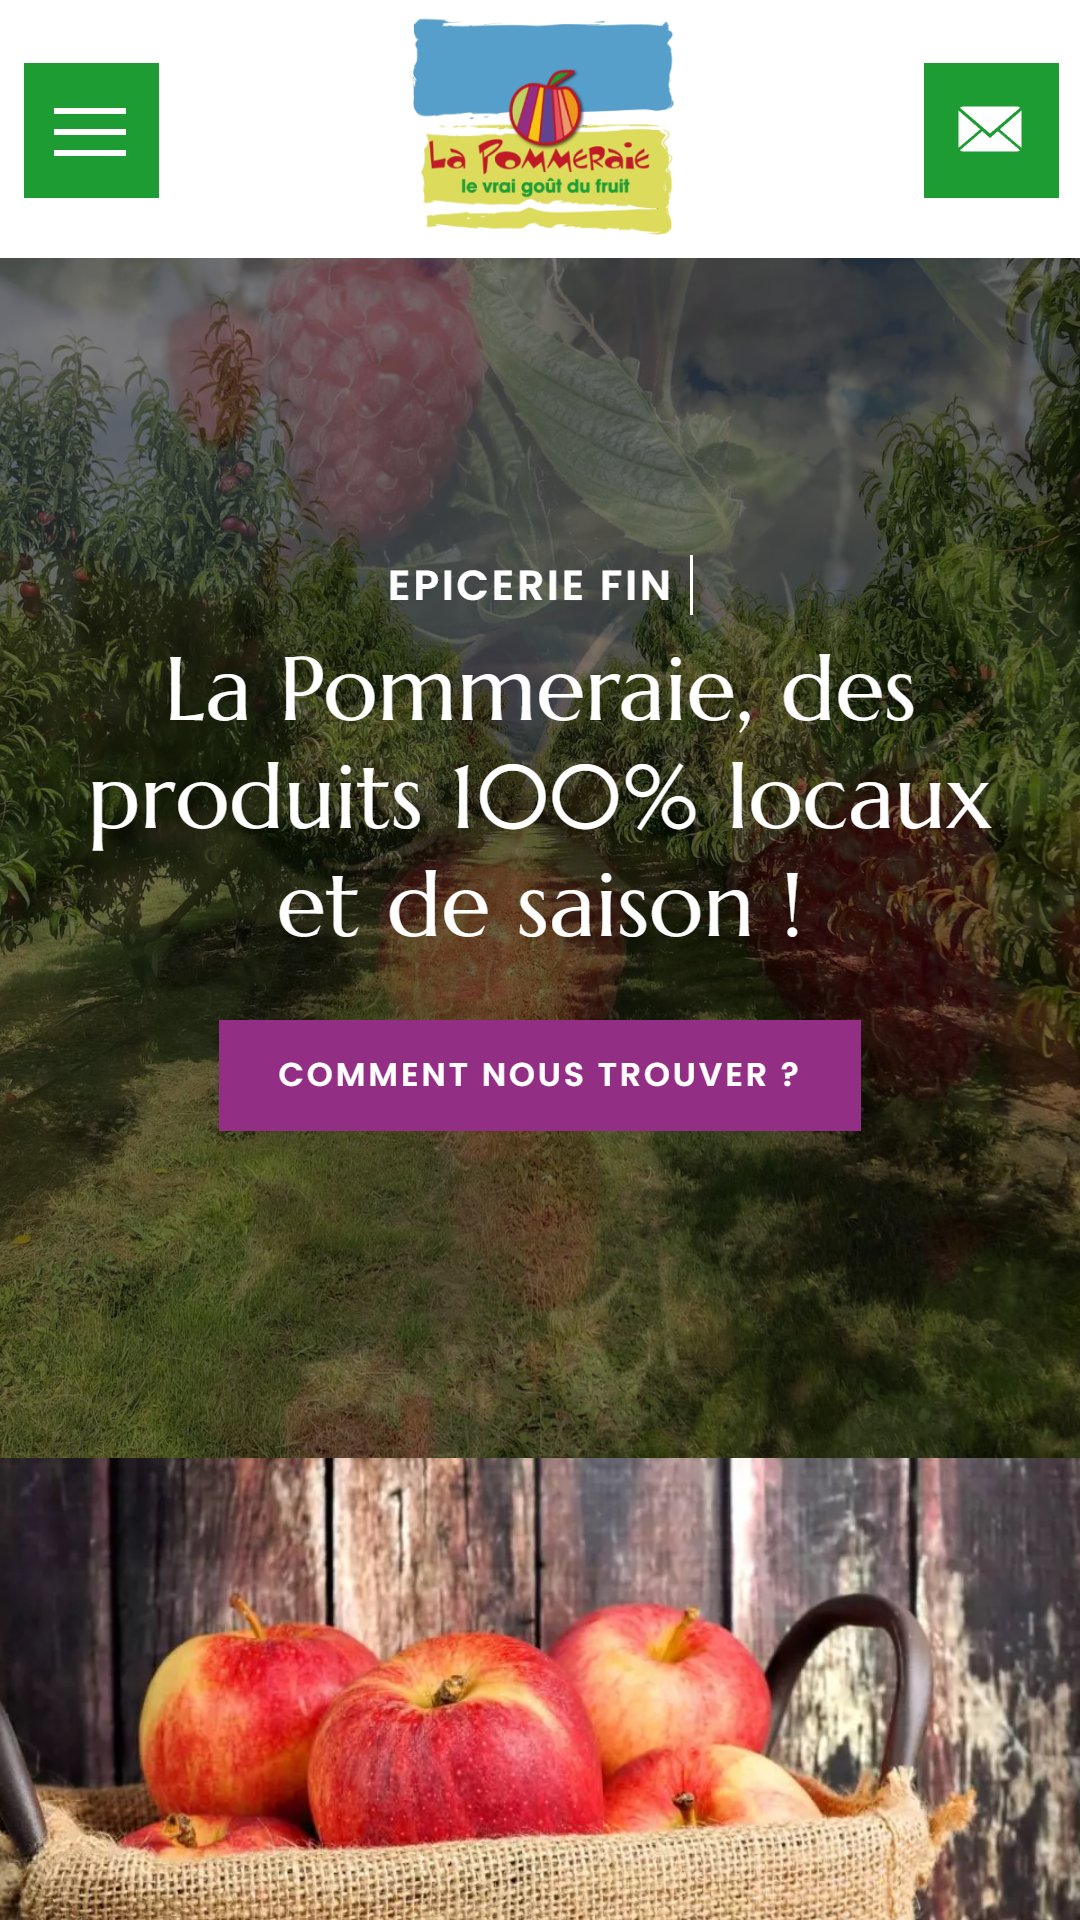 La Pommeraie
le vrai goût du fruit
EPICERIE FIN
La Pommeraie, des
produits 100% locaux
et de saison !
COMMENT NOUS TROUVER ?